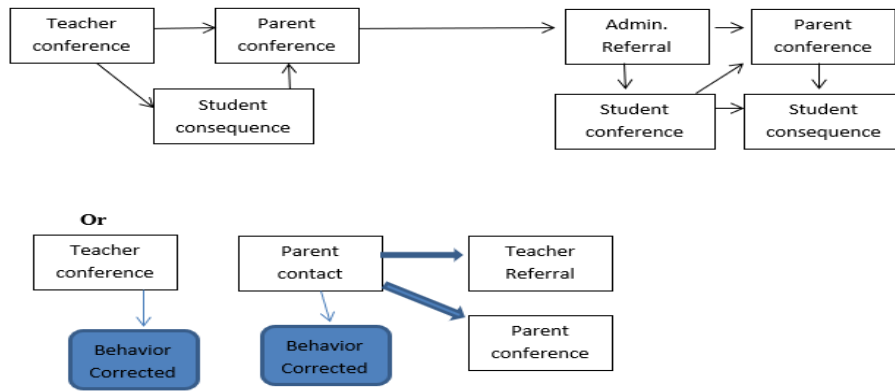 Teacher
conference
Parent
conference
Admin.
Referral
Parent
conference
Student
consequence
Student
conference
Student
consequence
Or
Teacher
conference
Parent
contact
Teacher
Referral
Behavior
Corrected
Behavior
Corrected
Parent
conference